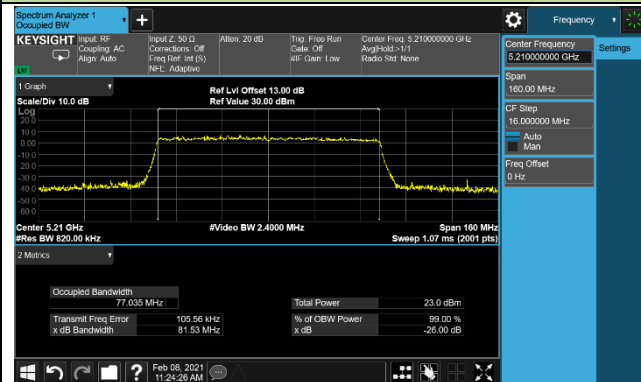 Spectrum Analyzer 1
Occupied BW
Frequency
KEYSIGHT
Input: RF
Coupling: AC
Align: Auto
Input Z: 50 Ω
Corrections: Off
Freq Ref: Int (S)
NFE: Adaptive
Atten: 20 dB
Trig: Free Run
Gate: Off
#IF Gain: Low
Center Freq: 5.210000000 GHz
Avg|Hold:>1/1
Radio Std: None
Center Frequency
5.210000000 GHz
Settings
Span
160.00 MHz
CF Step
16.000000 MHz
Auto
Man
Freq Offset
0 Hz
1 Graph
Scale/Div 10.0 dB
Ref Lvl Offset 13.00 dB
Ref Value 30.00 dBm
Log
20.0
10.0
0.00
-10.0
-20.0
-30.0
-40.0
-50.0
-60.0
Center 5.21 GHz
#Res BW 820.00 kHz
#Video BW 2.4000 MHz
Span 160 MHz
Sweep 1.07 ms (2001 pts)
2 Metrics
Occupied Bandwidth
77.035 MHz
Total Power 23.0 dBm
Transmit Freq Error 105.56 kHz
% of OBW Power 99.00 %
x dB Bandwidth 81.53 MHz
x dB -26.00 dB
Feb 08, 2021
11:24:26 AM